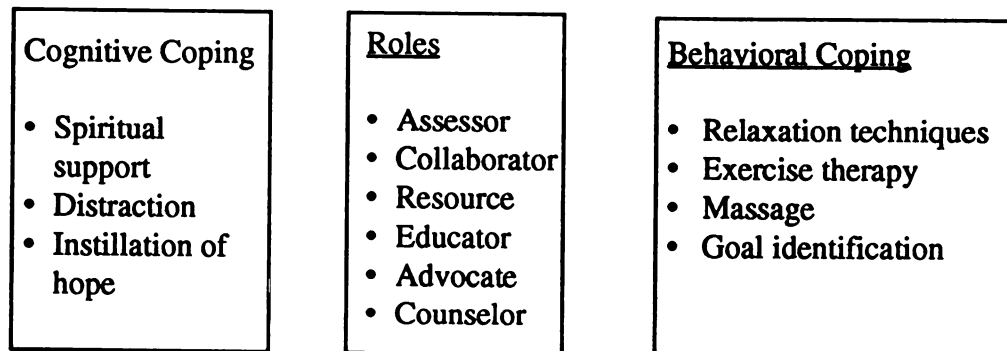 Cognitive Coping
• Spiritual
support
• Distraction
• Instillation of
hope
Roles
• Assessor
• Collaborator
• Resource
• Educator
• Advocate
• Counselor
Behavioral Coping
• Relaxation techniques
• Exercise therapy
• Massage
• Goal identification